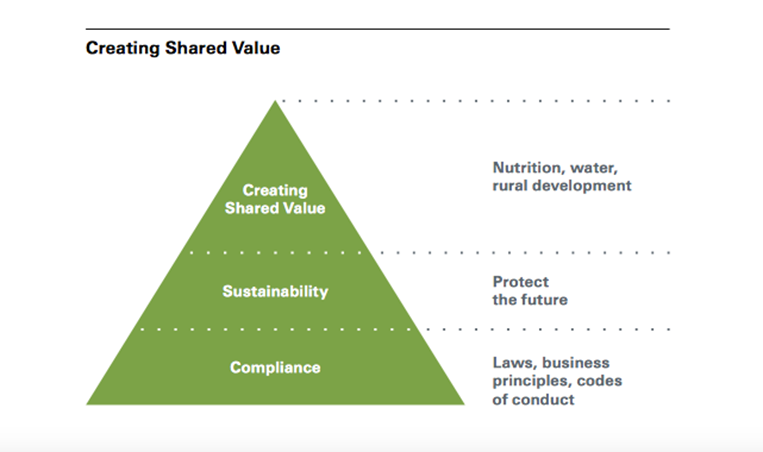 Creating Shared Value
Creating
Shared Value
Nutrition, water,
rural development
Sustainability
Protect
the future
Compliance
Laws, business
principles, codes
of conduct